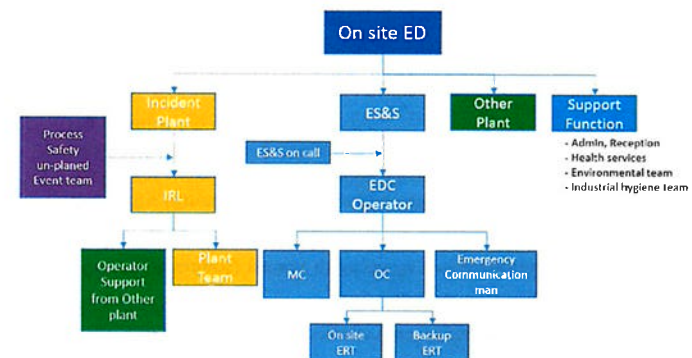 On site ED
Incident
Plant
ES&S
Other
Plant
Support
Function
- Admin, Reception
- Health services
- Environmental team
- Industrial hygiene team
Process
Safety
un-planed
Event team
ES&S on call
IRL
EDC
Operator
Operator
Support
from Other
plant
Plant
Team
MC
OC
Emergency
Communication
man
On site
ERT
Backup
ERT